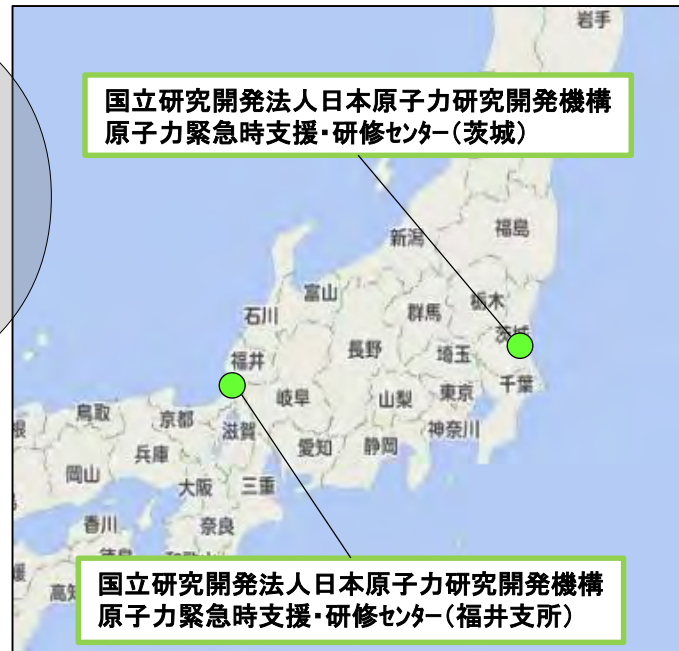 岩手
国立研究開発法人日本原子力研究開発機構
原子力緊急時支援・研修センター（茨城）
福島
新潟
富山
栃木
群馬
石川
茨城
長野
埼玉
福井
千葉
岐阜
山梨
東京
鳥取
京都
滋賀
神奈川
愛知
静岡
兵庫
岡山
大阪
三重
香川
奈良
国立研究開発法人日本原子力研究開発機構
原子力緊急時支援・研修センター（福井支所）